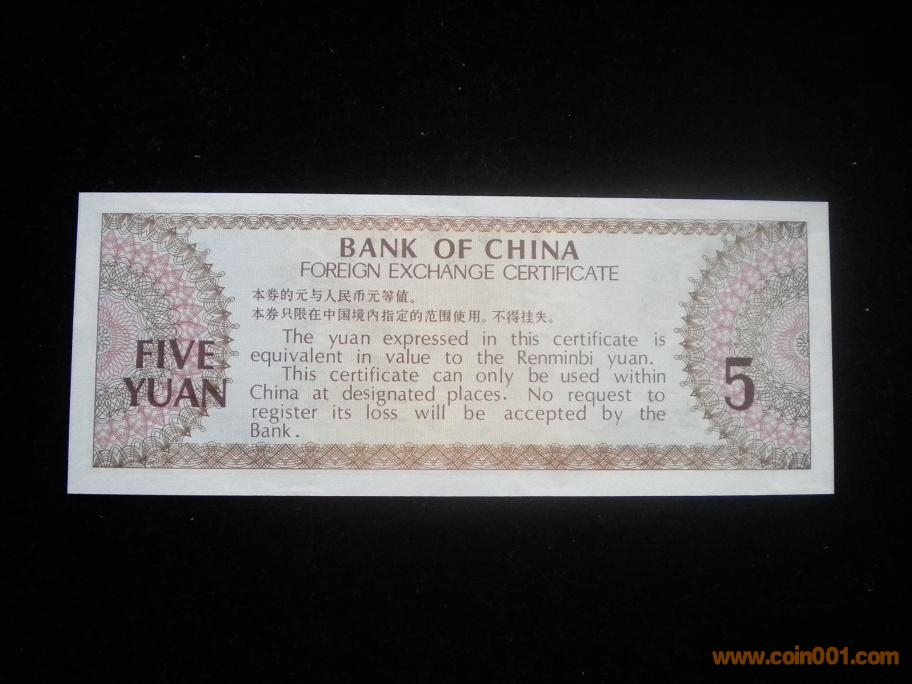 BANK OF CHINA
FOREIGN EXCHANGE CERTIFICATE
本券的元与人民币元等值。
本券只限在中国境内指定的范围使用。不得挂失。
The yuan expressed in this certificate is
equivalent in value to the Renminbi yuan.
This certificate can only be used within
China at designated places. No request to
register its loss will be accepted by the
Bank.
FIVE
YUAN
5
www.coin001.com